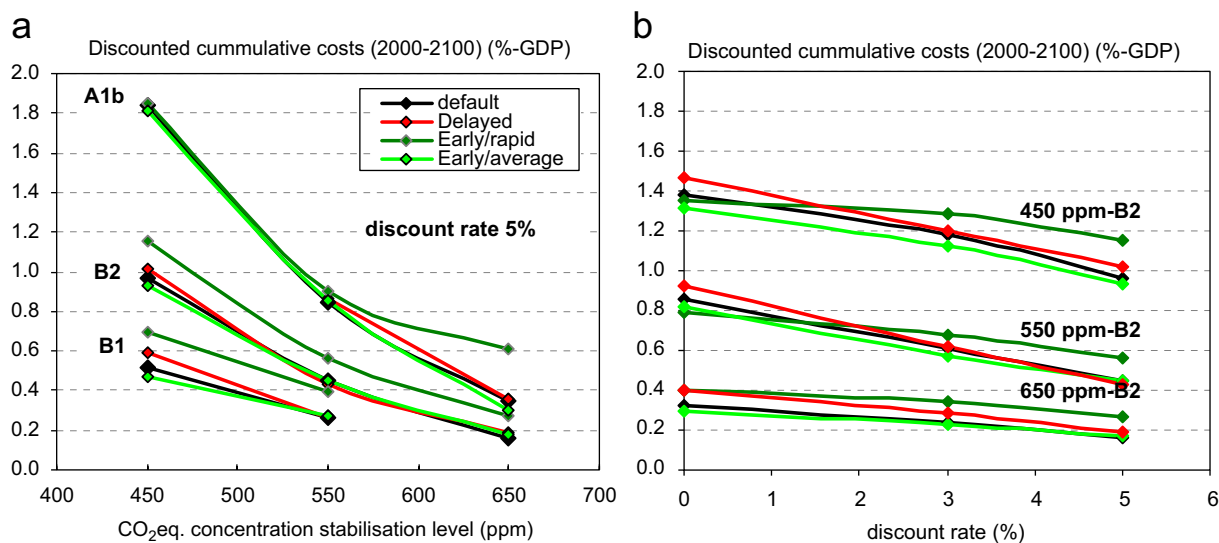 a
Discounted cummulative costs (2000-2100) (%-GDP)
2.0
1.8
1.6
1.4
1.2
1.0
0.8
0.6
0.4
0.2
0.0
A1b
B2
B1
default
Delayed
Early/rapid
Early/average
discount rate 5%
400
450
500
550
600
650
700
CO₂eq. concentration stabilisation level (ppm)
b
Discounted cummulative costs (2000-2100) (%-GDP)
2.0
1.8
1.6
1.4
1.2
1.0
0.8
0.6
0.4
0.2
0.0
450 ppm-B2
550 ppm-B2
650 ppm-B2
0
1
2
3
4
5
6
discount rate (%)